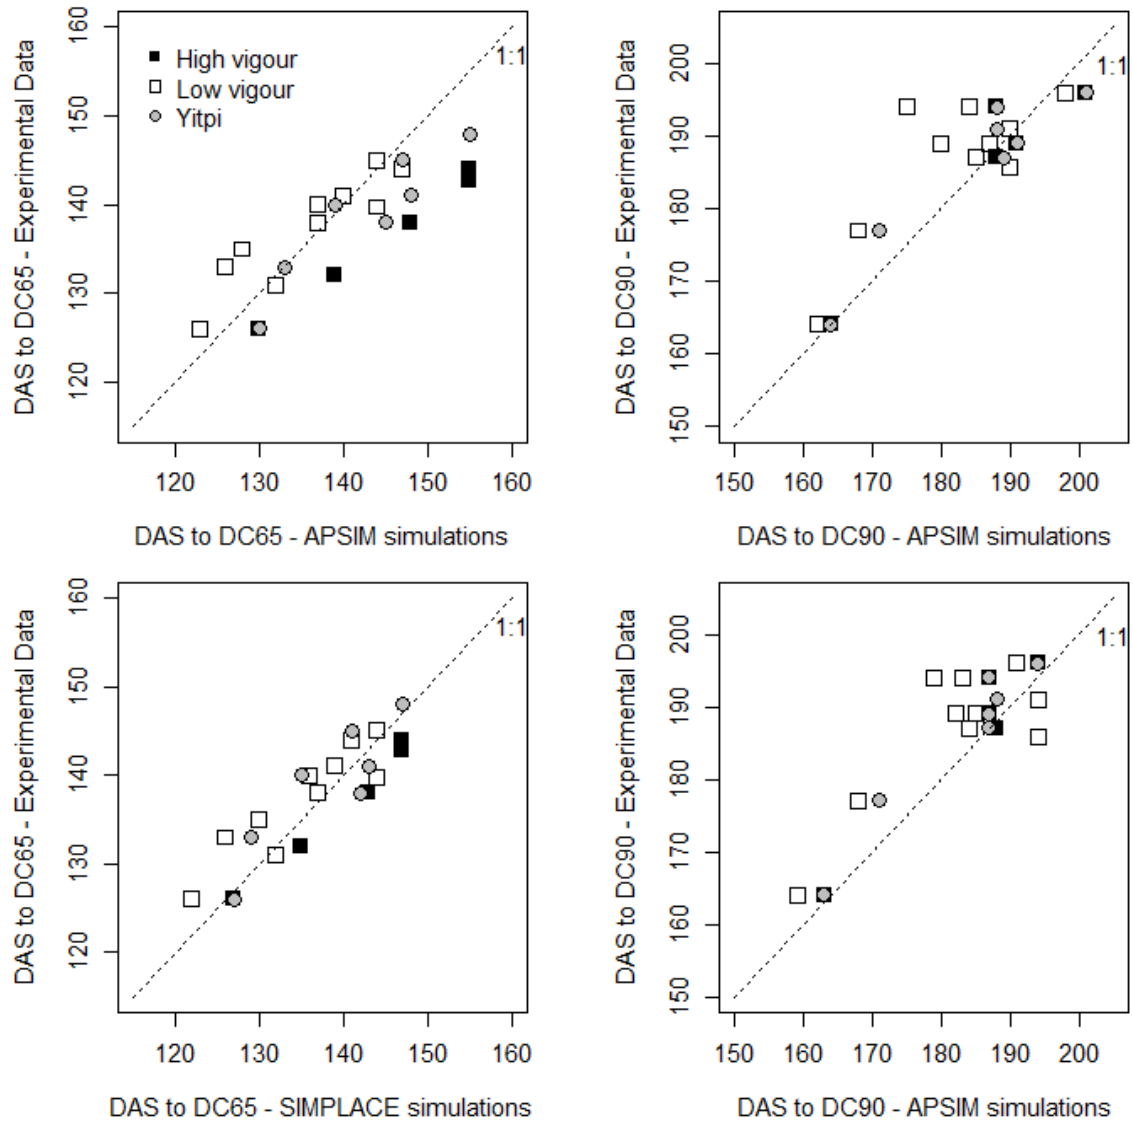 DAS to DC65 - Experimental Data
160
150
140
130
120
High vigour
Low vigour
Yitpi
1:1
120 130 140 150 160
DAS to DC65 - APSIM simulations
DAS to DC90 - Experimental Data
200
190
180
170
160
150
1:1
150 160 170 180 190 200
DAS to DC90 - APSIM simulations
DAS to DC65 - Experimental Data
160
150
140
130
120
1:1
120 130 140 150 160
DAS to DC65 - SIMPLACE simulations
DAS to DC90 - Experimental Data
200
190
180
170
160
150
1:1
150 160 170 180 190 200
DAS to DC90 - APSIM simulations